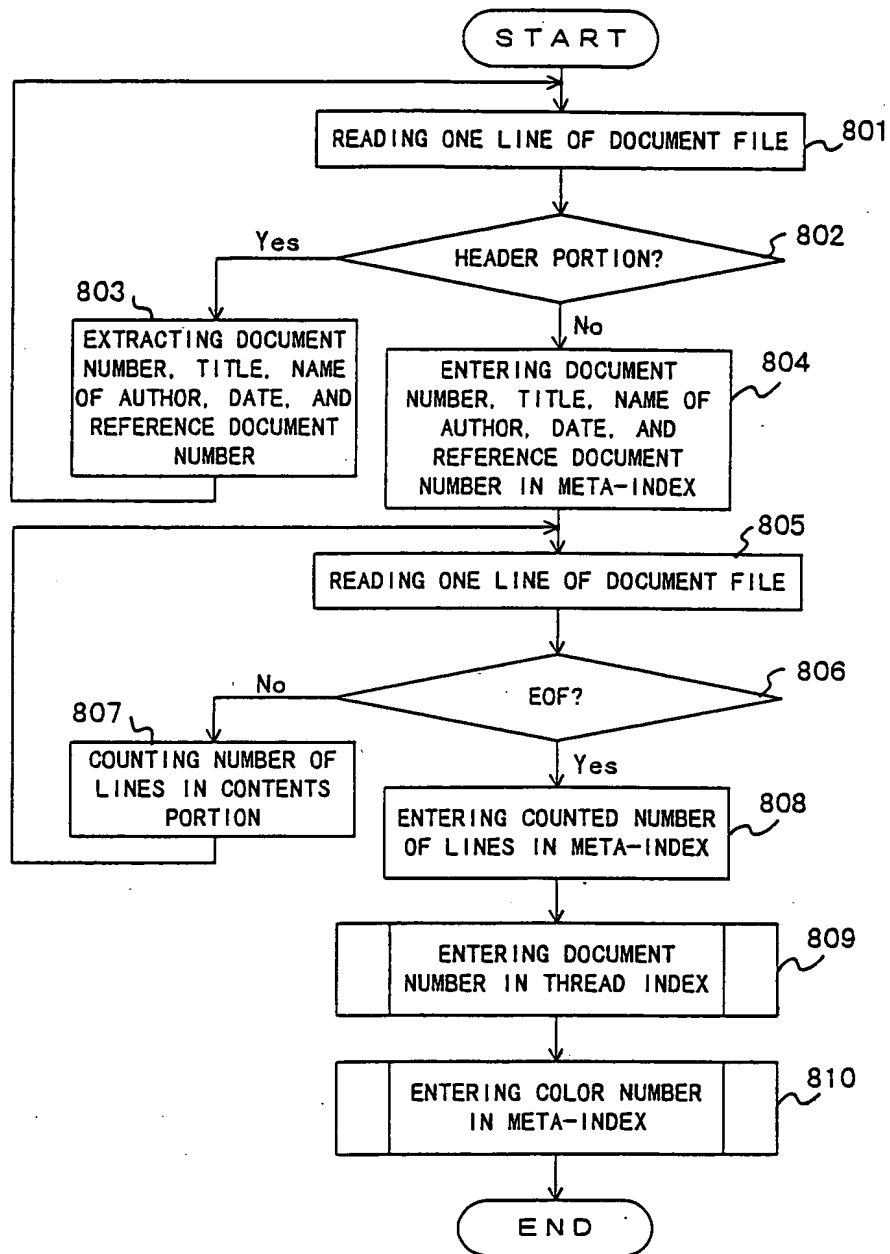 START
READING ONE LINE OF DOCUMENT FILE
801
HEADER PORTION?
802
Yes
No
803
EXTRACTING DOCUMENT
NUMBER, TITLE, NAME
OF AUTHOR, DATE, AND
REFERENCE DOCUMENT
NUMBER
ENTERING DOCUMENT
NUMBER, TITLE, NAME OF
AUTHOR, DATE, AND
REFERENCE DOCUMENT
NUMBER IN META-INDEX
804
805
READING ONE LINE OF DOCUMENT FILE
EOF?
806
No
Yes
807
COUNTING NUMBER OF
LINES IN CONTENTS
PORTION
ENTERING COUNTED NUMBER
OF LINES IN META-INDEX
808
ENTERING DOCUMENT
NUMBER IN THREAD INDEX
809
ENTERING COLOR NUMBER
IN META-INDEX
810
END